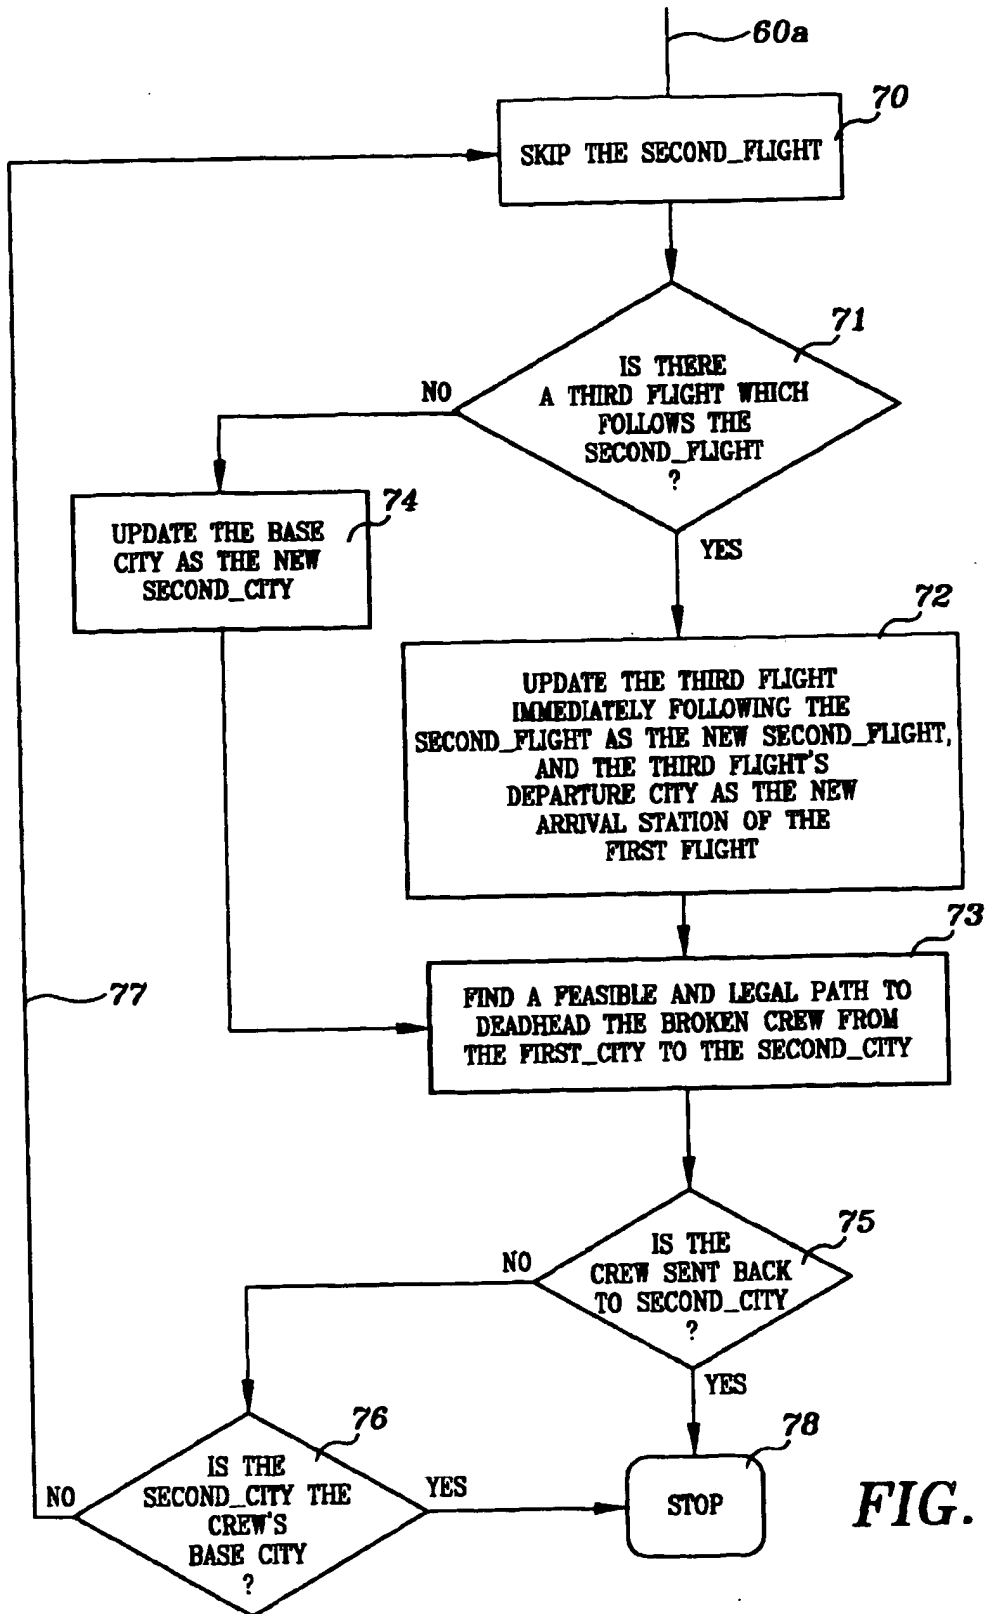 60a
70
SKIP THE SECOND_FLIGHT
71
IS THERE
A THIRD FLIGHT WHICH
FOLLOWS THE
SECOND_FLIGHT
?
NO
YES
74
UPDATE THE BASE
CITY AS THE NEW
SECOND_CITY
72
UPDATE THE THIRD FLIGHT
IMMEDIATELY FOLLOWING THE
SECOND_FLIGHT AS THE NEW SECOND_FLIGHT,
AND THE THIRD FLIGHT'S
DEPARTURE CITY AS THE NEW
ARRIVAL STATION OF THE
FIRST FLIGHT
73
FIND A FEASIBLE AND LEGAL PATH TO
DEADHEAD THE BROKEN CREW FROM
THE FIRST_CITY TO THE SECOND_CITY
77
75
IS THE
CREW SENT BACK
TO SECOND_CITY
?
NO
YES
76
IS THE
SECOND_CITY THE
CREW'S
BASE CITY
?
NO
YES
78
STOP
FIG.